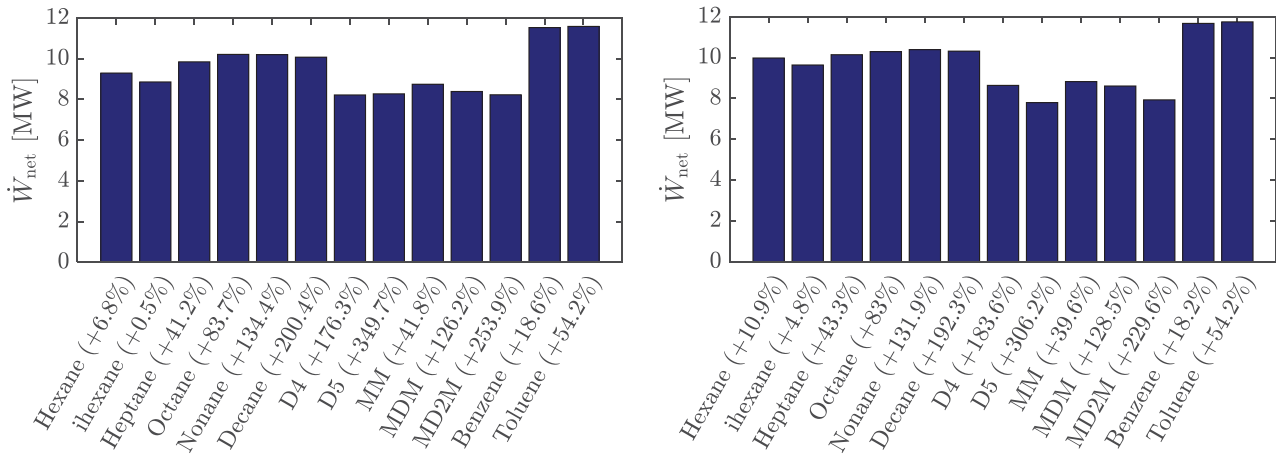 12
10
8
6
4
2
0
Ẇnet [MW]
Hexane (+6.8%)
ihexane (+0.5%)
Heptane (+41.2%)
Octane (+83.7%)
Nonane (+134.4%)
Decane (+200.4%)
D4 (+176.3%)
D5 (+349.7%)
MM (+41.8%)
MDM (+126.2%)
MD2M (+253.9%)
Benzene (+18.6%)
Toluene (+54.2%)
12
10
8
6
4
2
0
Ẇnet [MW]
Hexane (+10.9%)
ihexane (+4.8%)
Heptane (+43.3%)
Octane (+83%)
Nonane (+131.9%)
Decane (+192.3%)
D4 (+183.6%)
D5 (+306.2%)
MM (+39.6%)
MDM (+128.5%)
MD2M (+229.6%)
Benzene (+18.2%)
Toluene (+54.2%)